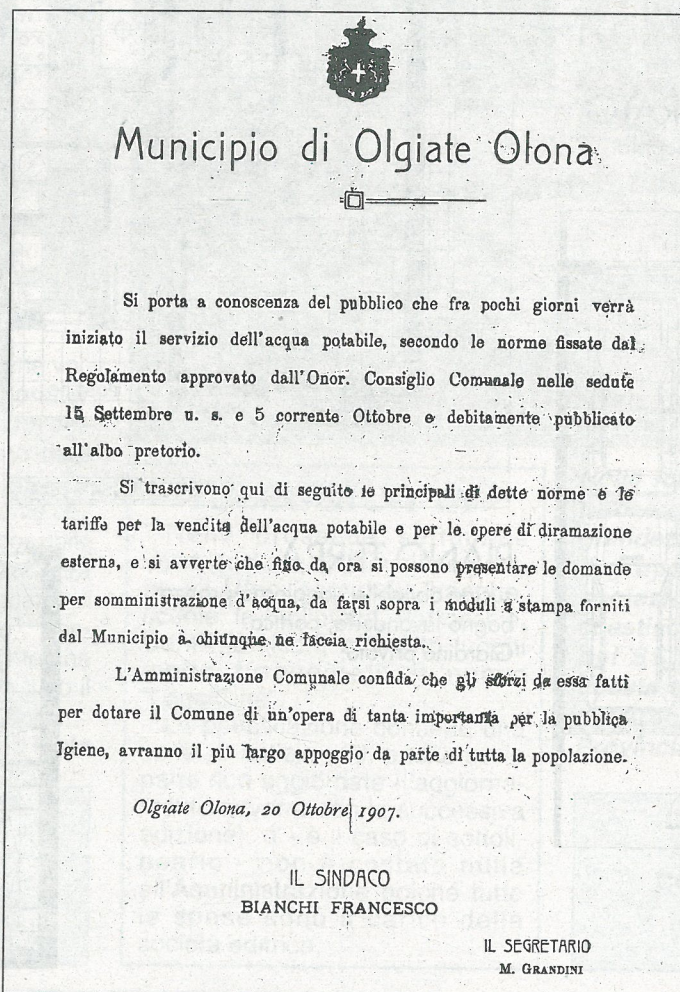 Municipio di Olgiate Olona
Si porta a conoscenza del pubblico che fra pochi giorni verrà
iniziato il servizio dell'acqua potabile, secondo le norme fissate dal
Regolamento approvato dall'Onor. Consiglio Comunale nelle sedute
15 Settembre u. s. e 5 corrente Ottobre e debitamente pubblicato
all'albo pretorio.
Si trascrivono qui di seguito le principali di dette norme e le
tariffe per la vendita dell'acqua potabile e per le opere di diramazione
esterna, e si avverte che fino da ora si possono presentare le domande
per somministrazione d'acqua, da farsi sopra i moduli a stampa forniti
dal Municipio a chiunque ne faccia richiesta.
L'Amministrazione Comunale confida che gli sforzi da essa fatti
per dotare il Comune di un'opera di tanta importanza per la pubblica
Igiene, avranno il più largo appoggio da parte di tutta la popolazione.
Olgiate Olona, 20 Ottobre 1907.
IL SINDACO
BIANCHI FRANCESCO
IL SEGRETARIO
M. GRANDINI